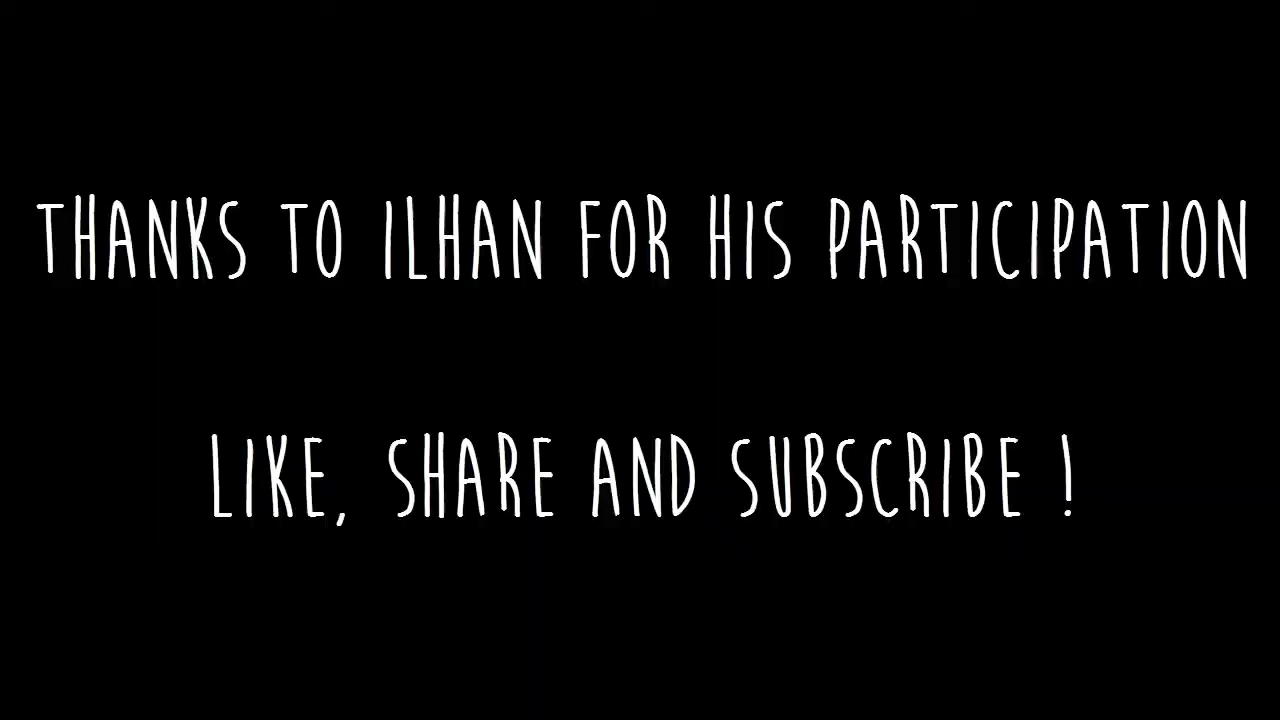 THANKS TO ILHAN FOR HIS PARTICIPATION
LIKE, SHARE AND SUBSCRIBE !